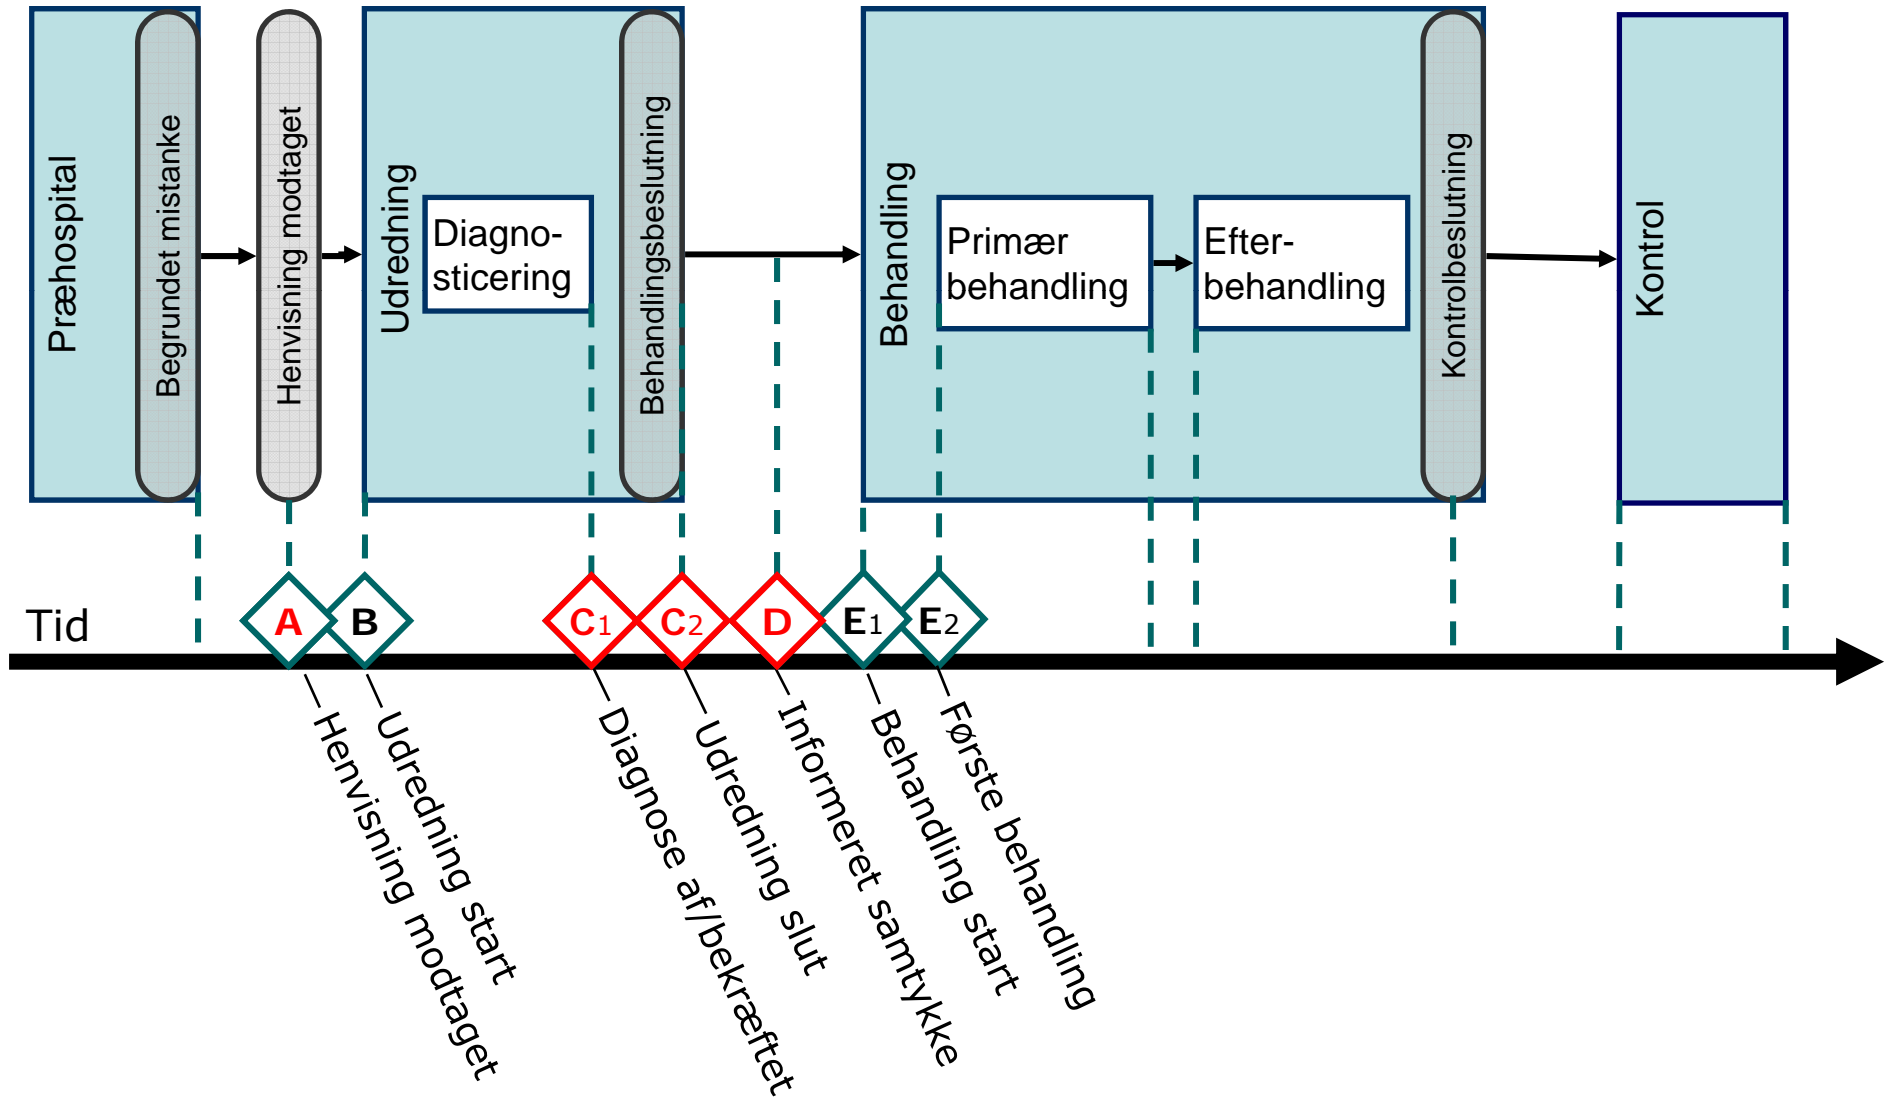 Præhospital
Begrundet mistanke
Henvisning modtaget
Udredning
Diagno-
sticering
Behandlingsbeslutning
Behandling
Primær
behandling
Efter-
behandling
Kontrolbeslutning
Kontrol
Tid
A
B
C1
C2
D
E1
E2
Henvisning modtaget
Udredning start
Diagnose af/bekræftet
Udredning slut
Informeret samtykke
Behandling start
Første behandling